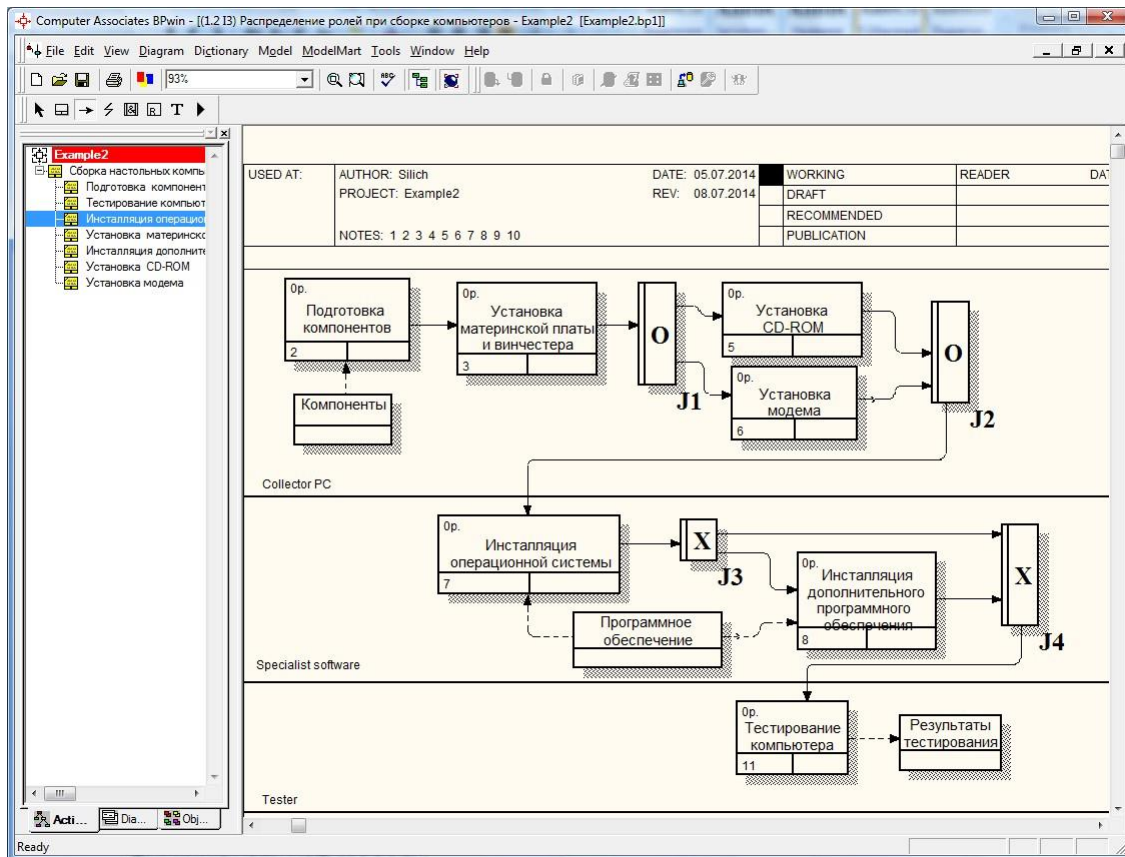 Computer Associates BPwin - [(1.2 I3) Распределение ролей при сборке компьютеров - Example2 [Example2.bp1]]
File Edit View Diagram Dictionary Model ModelMart Tools Window Help
93%
ABC
R T
Example2
Сборка настольных компь
Подготовка компонент
Тестирование компьют
Инсталляция операцио
Установка материнско
Инсталляция дополните
Установка CD-ROM
Установка модема
Acti... Dia... Obj...
USED AT: AUTHOR: Silich DATE: 05.07.2014 WORKING READER DAT
PROJECT: Example2 REV: 08.07.2014 DRAFT
RECOMMENDED
NOTES: 1 2 3 4 5 6 7 8 9 10 PUBLICATION
0р.
Подготовка
компонентов
2
0р.
Установка
материнской платы
и винчестера
3
O
J1
0р.
Установка
CD-ROM
5
0р.
Установка
модема
6
O
J2
Компоненты
Collector PC
0р.
Инсталляция
операционной системы
7
X
J3
0р.
Инсталляция
дополнительного
программного
обеспечения
8
X
J4
Программное
обеспечение
Specialist software
0р.
Тестирование
компьютера
11
Результаты
тестирования
Tester
Ready